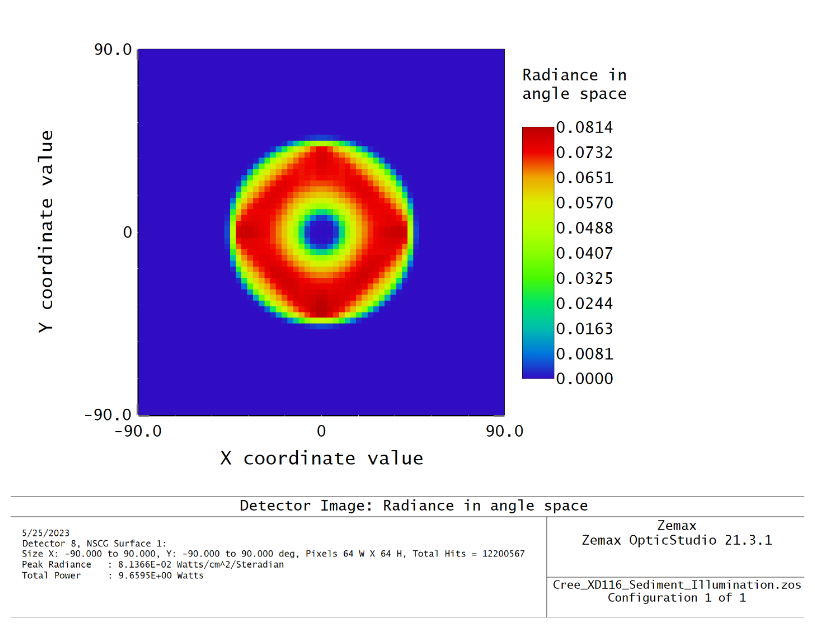 90.0
0
-90.0
Y coordinate value
-90.0
0
90.0
X coordinate value
Radiance in
angle space
0.0814
0.0732
0.0651
0.0570
0.0488
0.0407
0.0325
0.0244
0.0163
0.0081
0.0000
Detector Image: Radiance in angle space
5/25/2023
Detector 8, NSCG Surface 1:
Size X: -90.000 to 90.000, Y: -90.000 to 90.000 deg, Pixels 64 W X 64 H, Total Hits = 12200567
Peak Radiance : 8.1366E-02 Watts/cm^2/Steradian
Total Power : 9.6595E+00 Watts
Zemax
Zemax OpticStudio 21.3.1
Cree_XD116_Sediment_Illumination.zos
Configuration 1 of 1